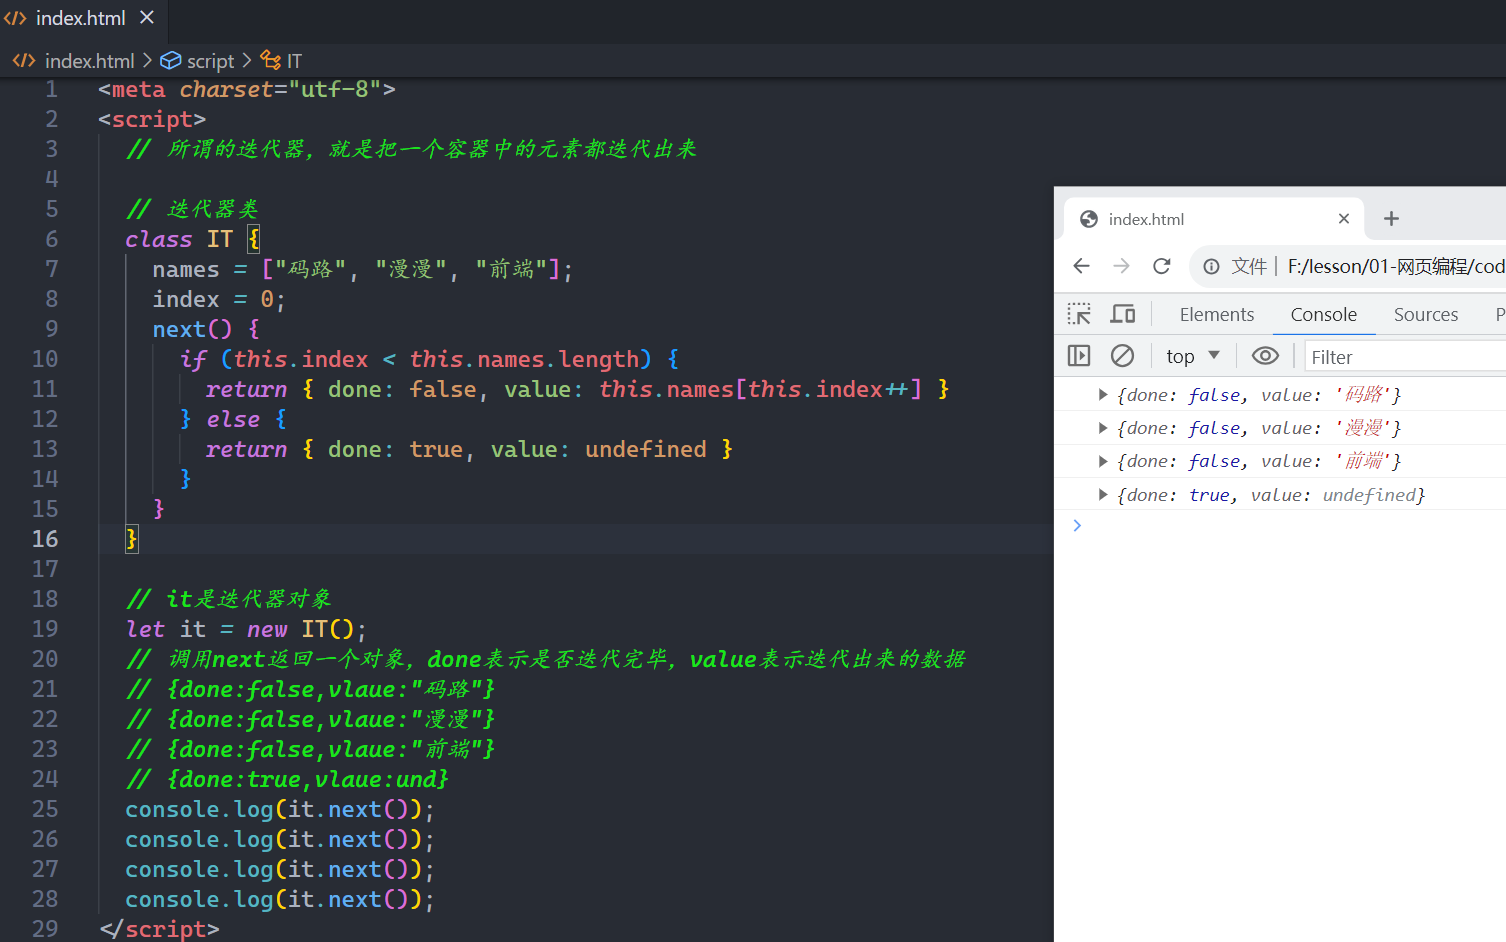 index.html
index.html > script > IT
1 <meta charset="utf-8">
2 <script>
3 // 所谓的迭代器，就是把一个容器中的元素都迭代出来
4
5 // 迭代器类
6 class IT {
7 names = ["码路", "漫漫", "前端"];
8 index = 0;
9 next() {
10 if (this.index < this.names.length) {
11 return { done: false, value: this.names[this.index++] }
12 } else {
13 return { done: true, value: undefined }
14 }
15 }
16 }
17
18 // it是迭代器对象
19 let it = new IT();
20 // 调用next返回一个对象，done表示是否迭代完毕，value表示迭代出来的数据
21 // {done:false,vlaue:"码路"}
22 // {done:false,vlaue:"漫漫"}
23 // {done:false,vlaue:"前端"}
24 // {done:true,vlaue:und}
25 console.log(it.next());
26 console.log(it.next());
27 console.log(it.next());
28 console.log(it.next());
29 </script>
index.html
文件 | F:/lesson/01-网页编程/cod
Elements Console Sources P
top Filter
{done: false, value: '码路'}
{done: false, value: '漫漫'}
{done: false, value: '前端'}
{done: true, value: undefined}